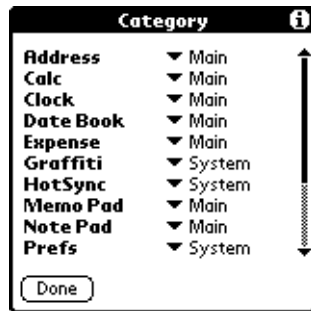 Category
Address Main
Calc Main
Clock Main
Date Book Main
Expense Main
Graffiti System
HotSync System
Memo Pad Main
Note Pad Main
Prefs System
Done